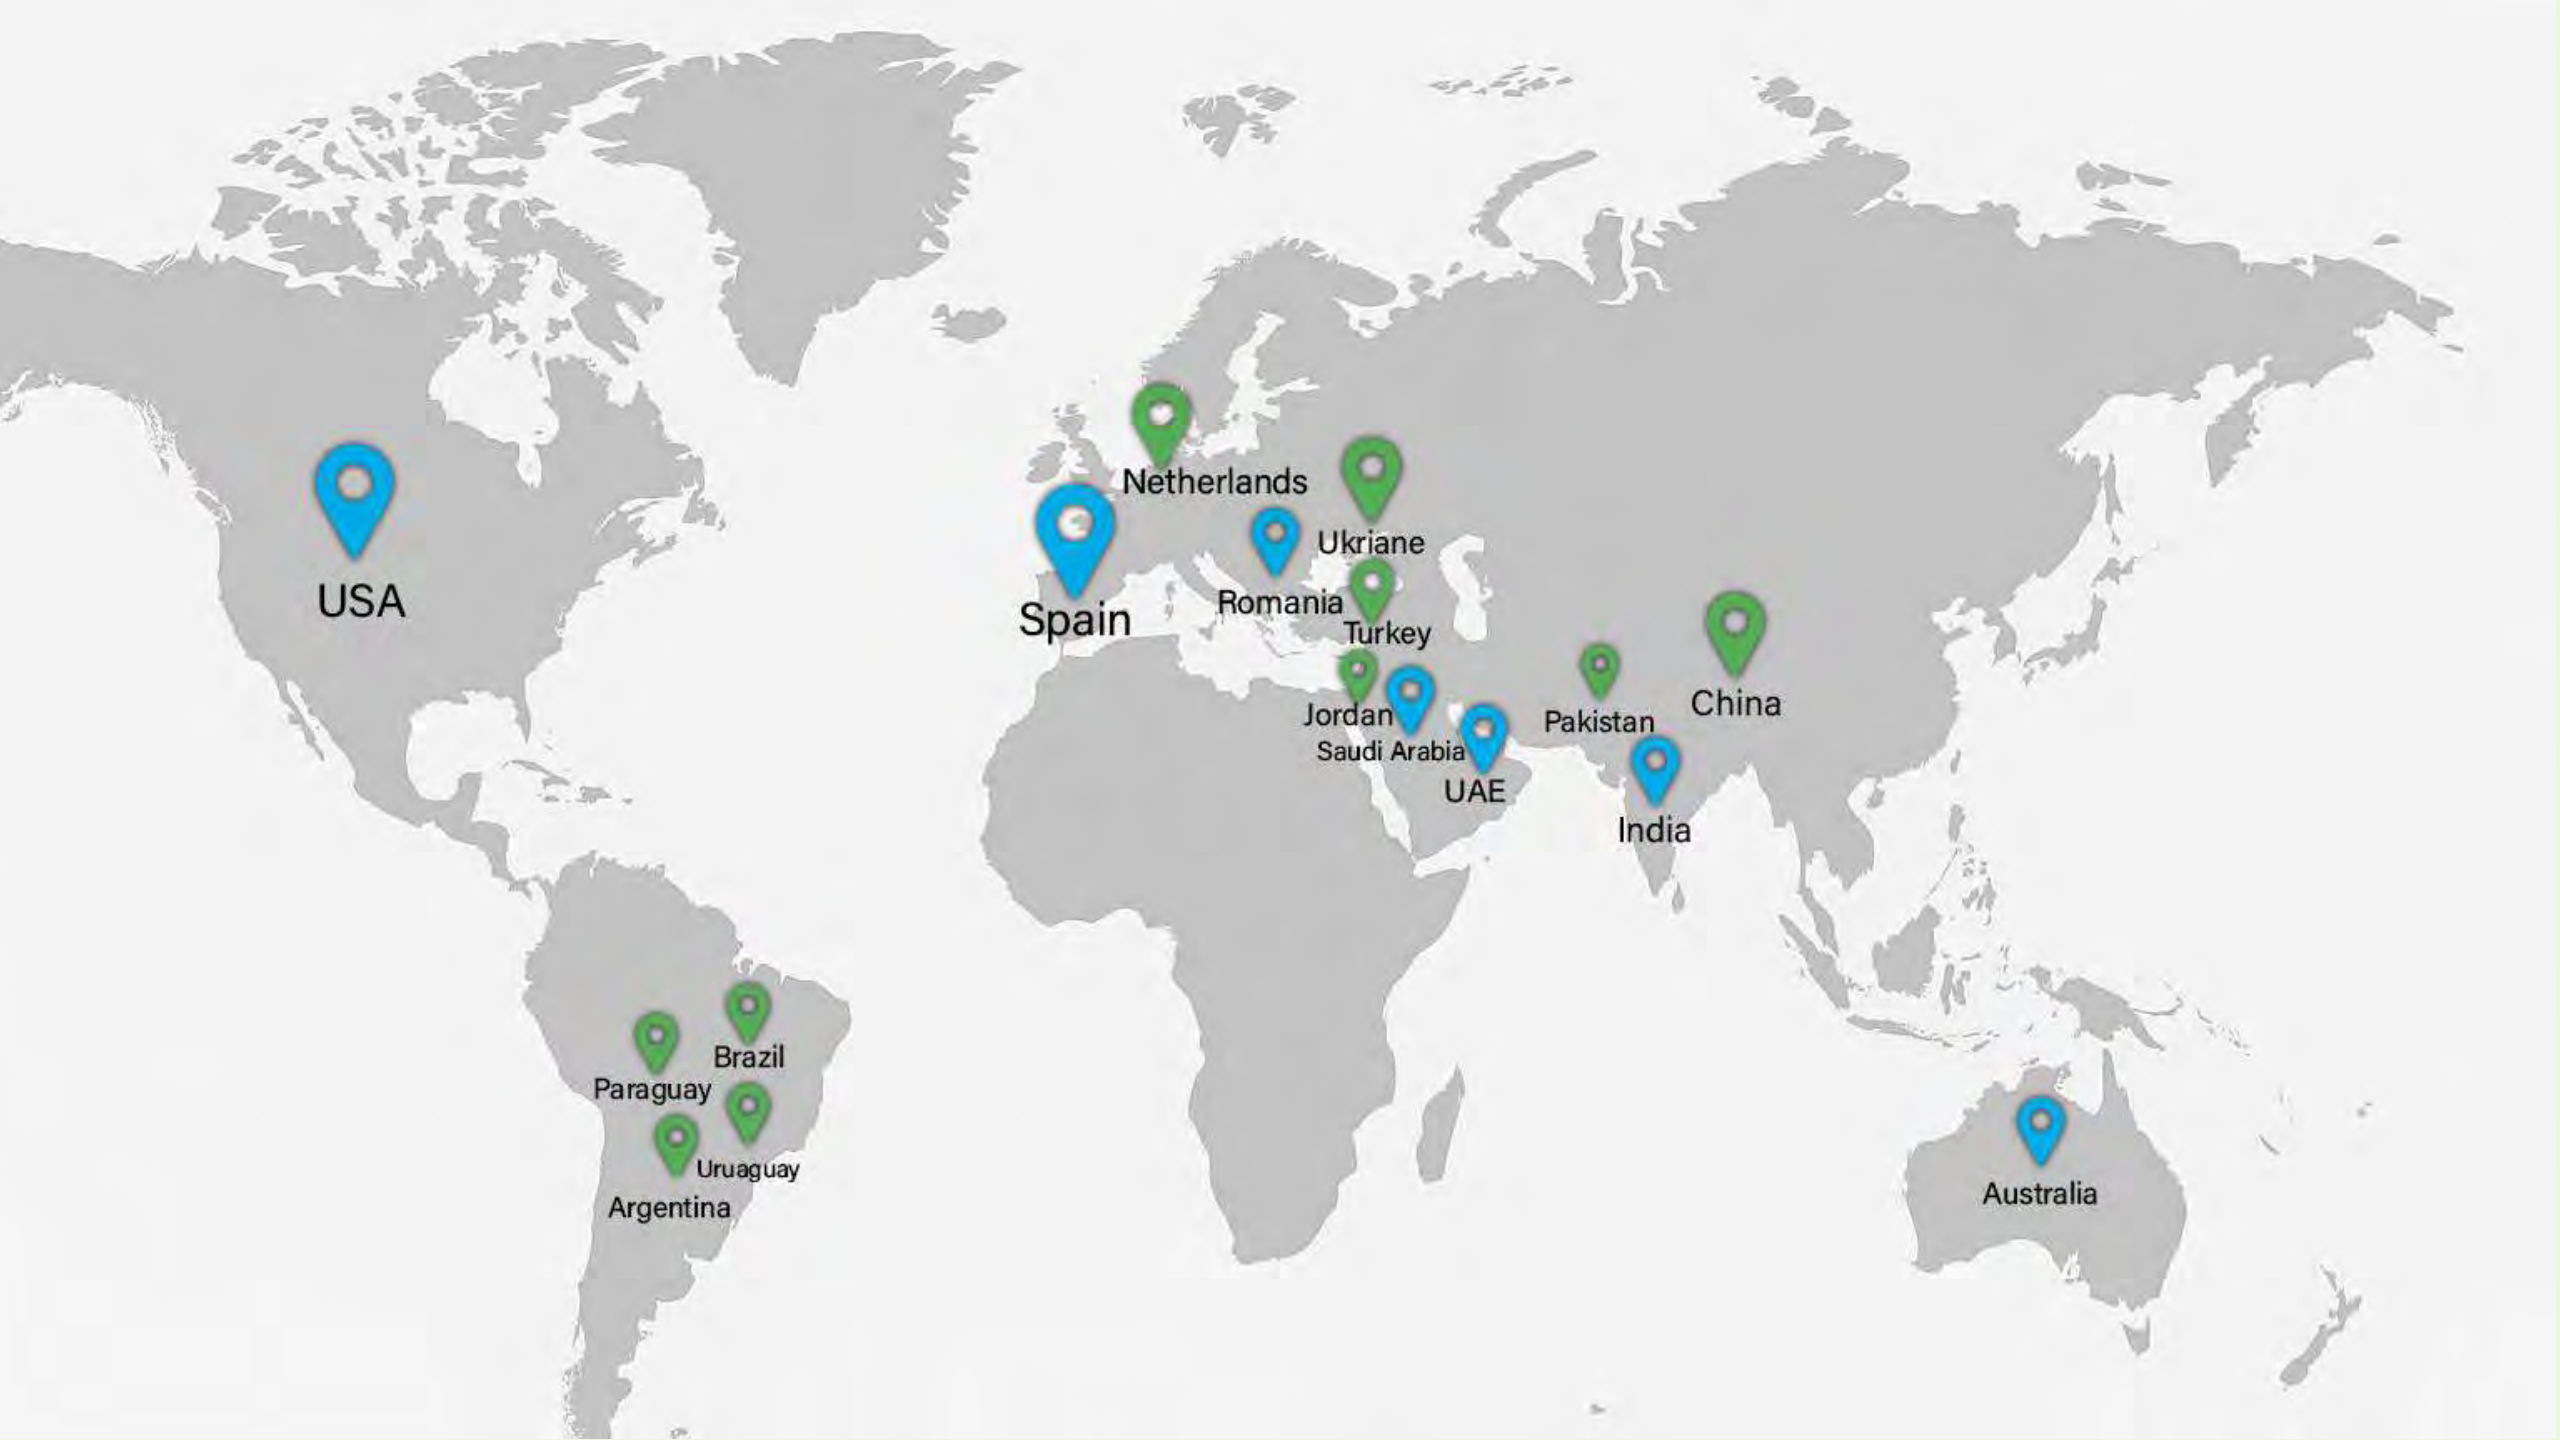 Netherlands
Ukriane
USA
Spain
Romania
Turkey
Jordan
Saudi Arabia
UAE
Pakistan
China
India
Brazil
Paraguay
Uruaguay
Argentina
Australia